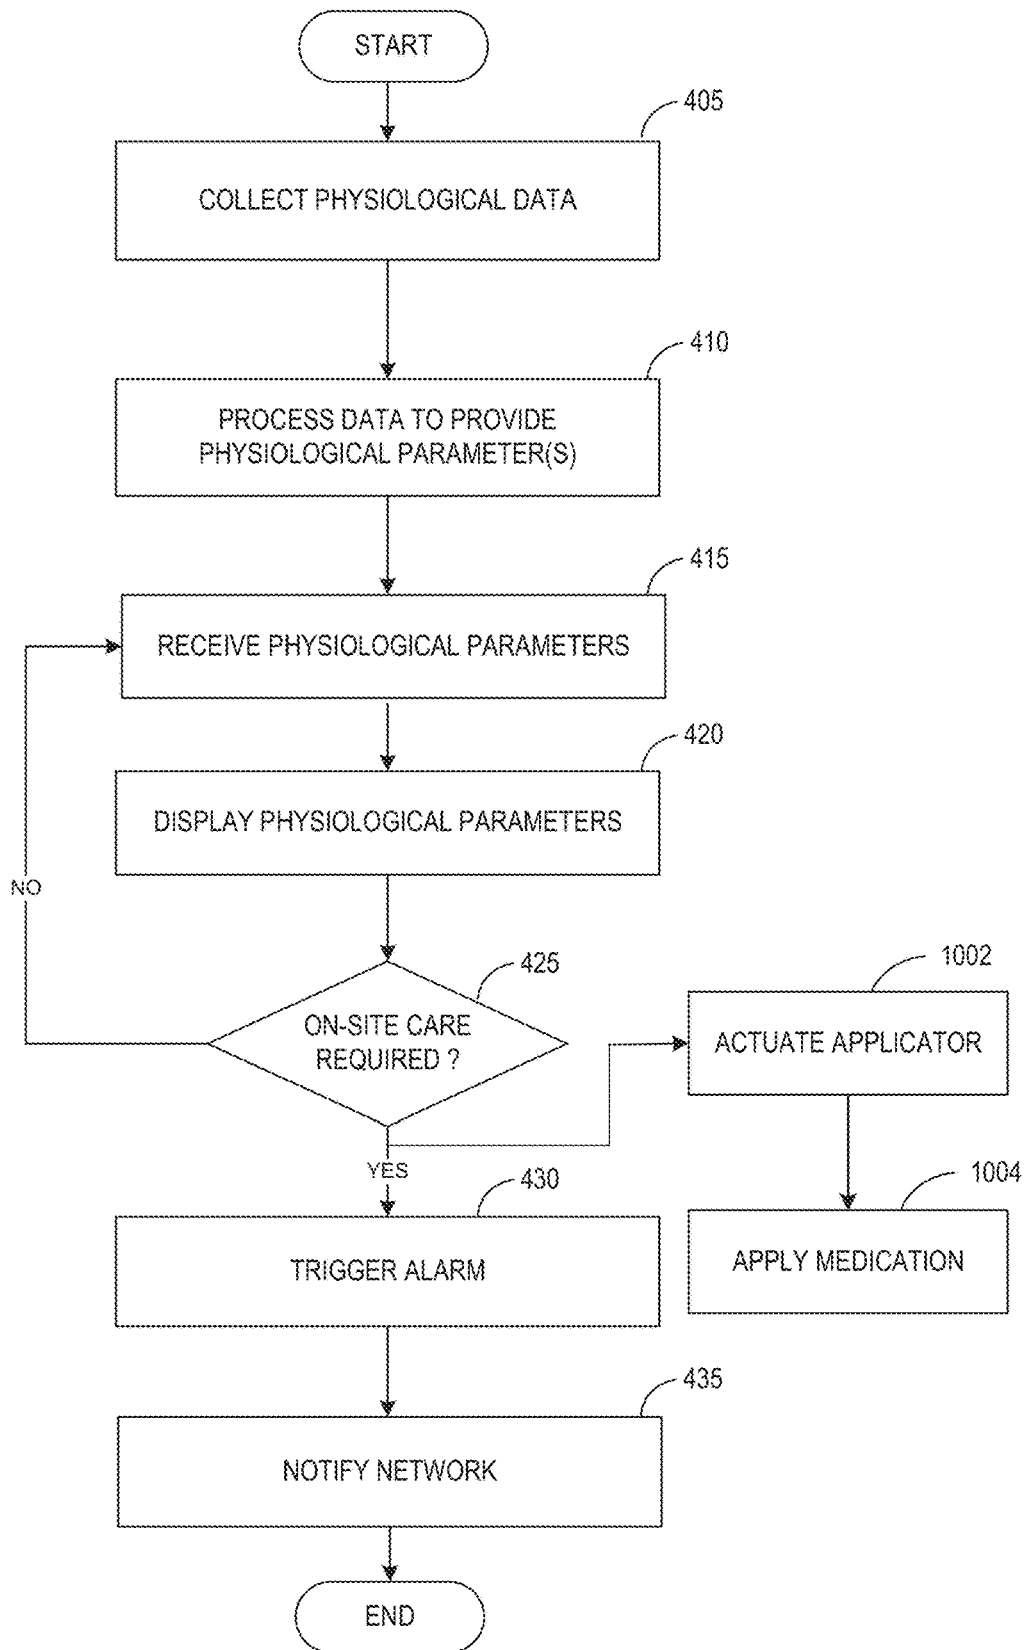 START
405
COLLECT PHYSIOLOGICAL DATA
410
PROCESS DATA TO PROVIDE
PHYSIOLOGICAL PARAMETER(S)
415
RECEIVE PHYSIOLOGICAL PARAMETERS
420
DISPLAY PHYSIOLOGICAL PARAMETERS
NO
425
ON-SITE CARE
REQUIRED ?
1002
ACTUATE APPLICATOR
YES
430
TRIGGER ALARM
1004
APPLY MEDICATION
435
NOTIFY NETWORK
END